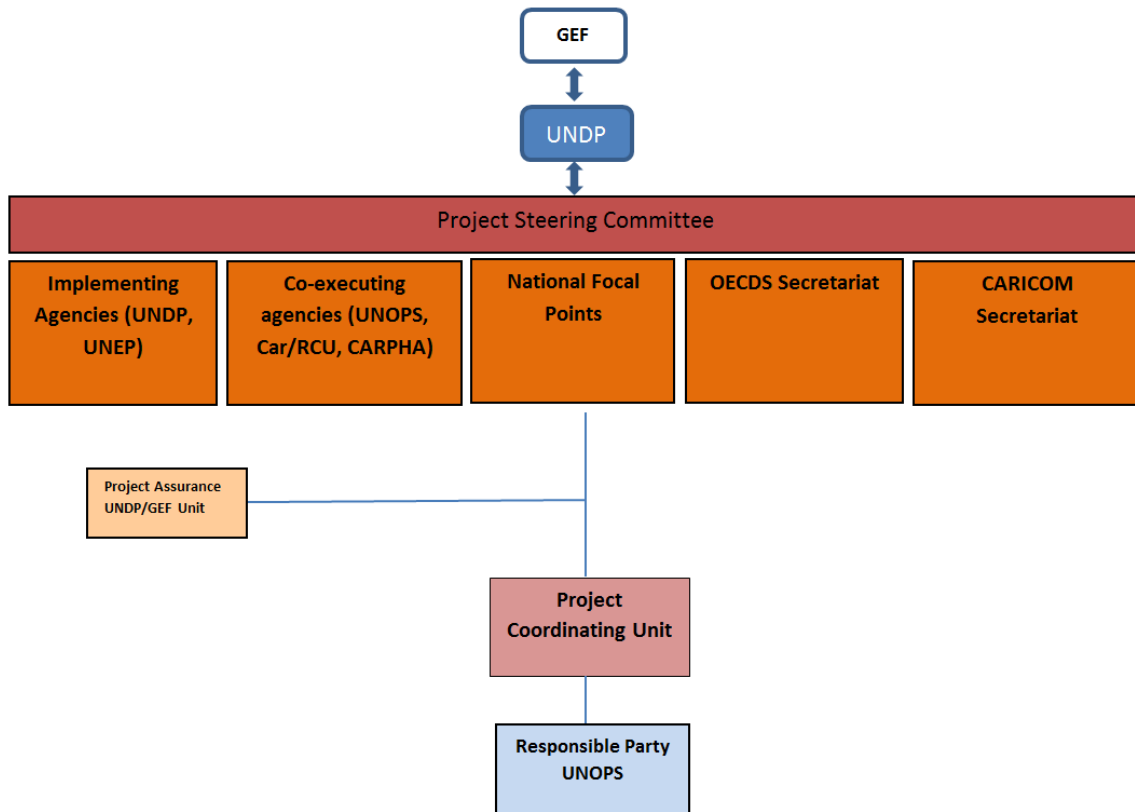 GEF
UNDP
Project Steering Committee
Implementing
Agencies (UNDP,
UNEP)
Co-executing
agencies (UNOPS,
Car/RCU, CARPHA)
National Focal
Points
OECDS Secretariat
CARICOM
Secretariat
Project Assurance
UNDP/GEF Unit
Project
Coordinating Unit
Responsible Party
UNOPS